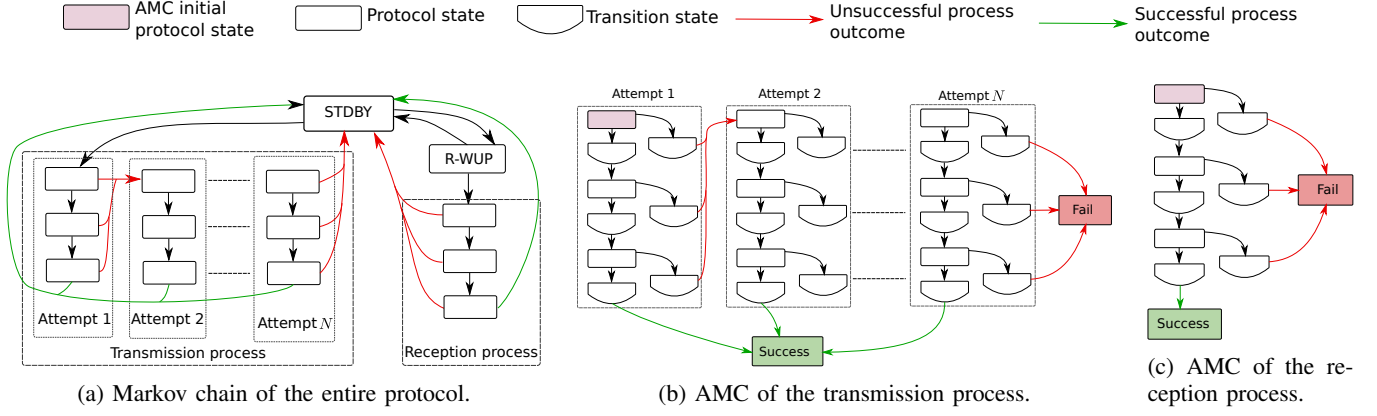 AMC initial
protocol state
Protocol state
Transition state
Unsuccessful process
outcome
Successful process
outcome
STDBY
R-WUP
Attempt 1
Attempt 2
Attempt N
Transmission process
Reception process
(a) Markov chain of the entire protocol.
Attempt 1
Attempt 2
Attempt N
Fail
Success
(b) AMC of the transmission process.
Fail
Success
(c) AMC of the re-
ception process.